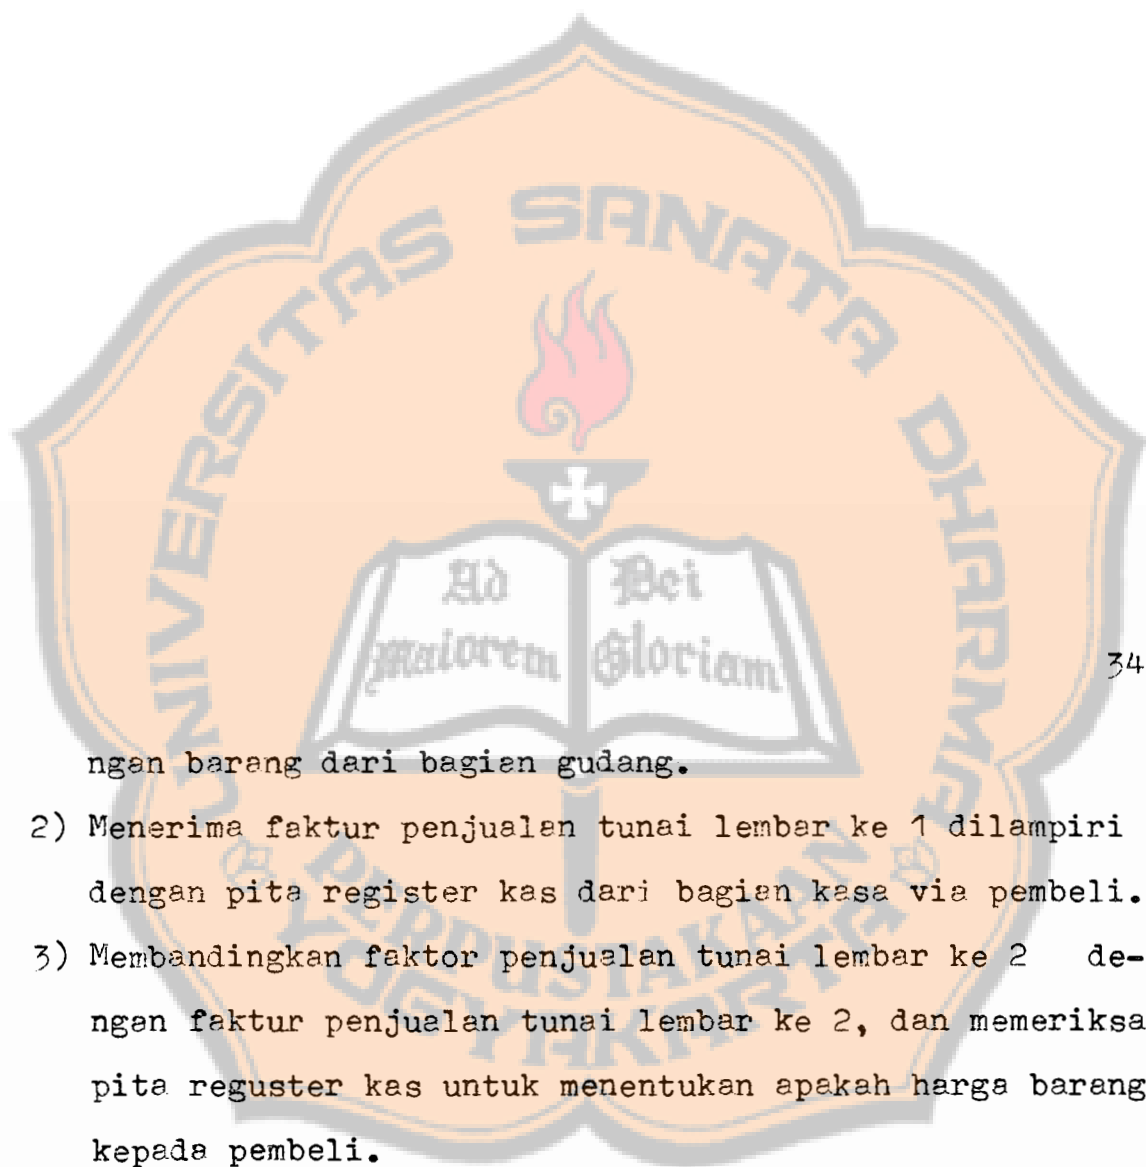 UNIVERSITAS SANATA DHARMA
Ad Dei
maiorem Gloriam
PERPUSTAKAAN
YOGYAKARTA
34
ngan barang dari bagian gudang.
2) Menerima faktur penjualan tunai lembar ke 1 dilampiri
dengan pita register kas dari bagian kasa via pembeli.
3) Membandingkan faktor penjualan tunai lembar ke 2 de-
ngan faktur penjualan tunai lembar ke 2, dan memeriksa
pita reguster kas untuk menentukan apakah harga barang
kepada pembeli.